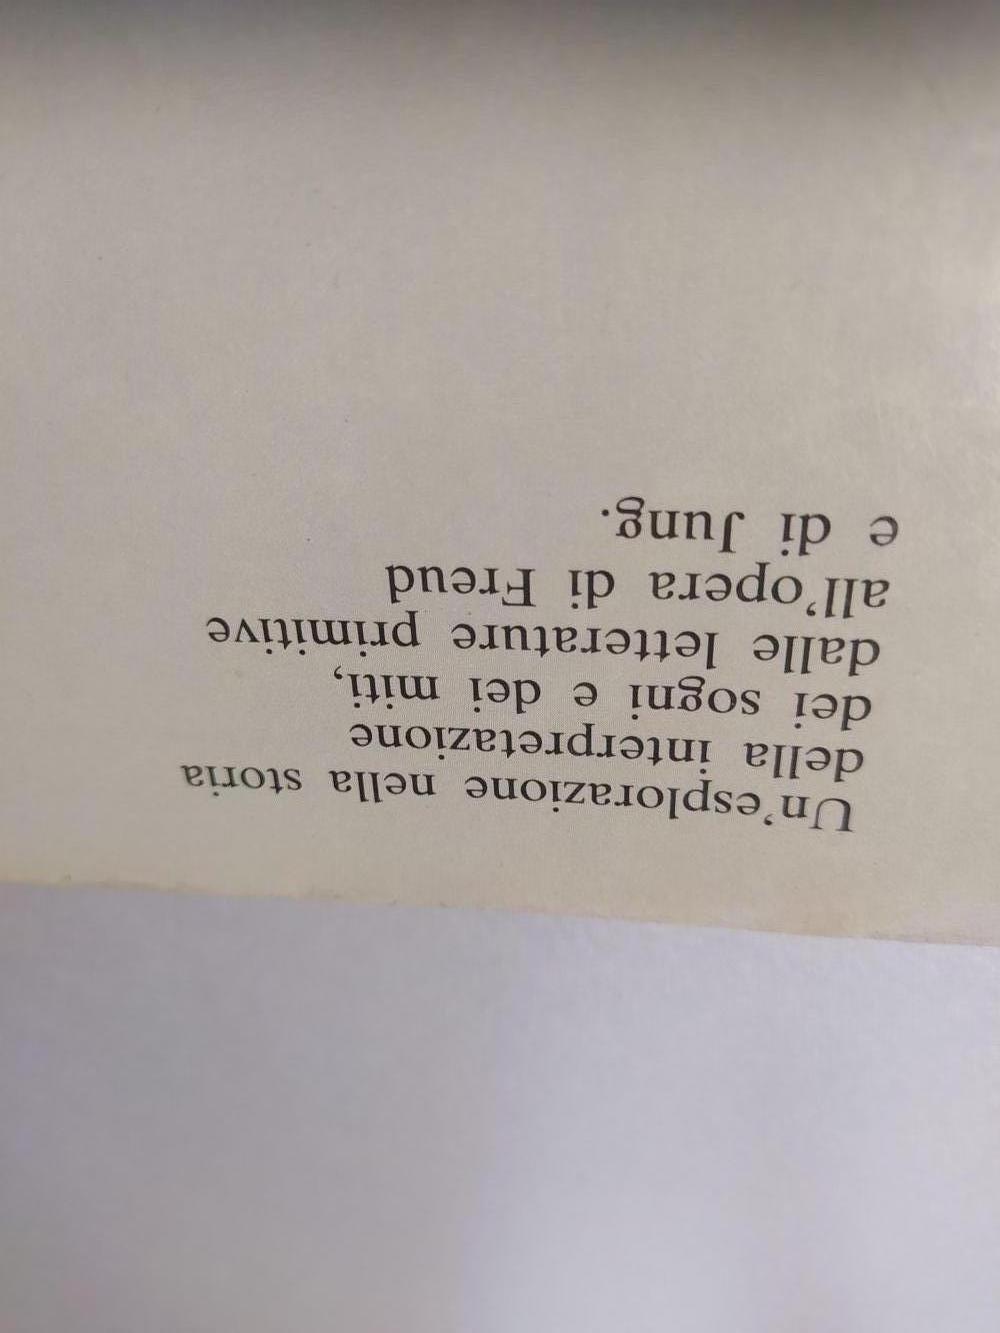 Un'esplorazione nella storia
della interpretazione
dei sogni e dei miti,
dalle letterature primitive
all'opera di Freud
e di Jung.